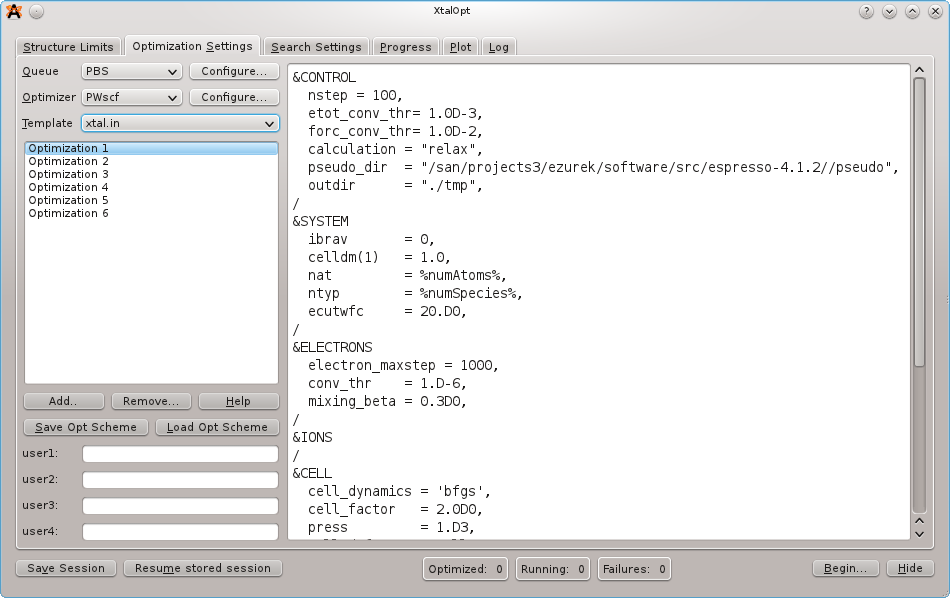 XtalOpt
Structure Limits Optimization Settings Search Settings Progress Plot Log
Queue PBS Configure...
Optimizer PWscf Configure...
Template xtal.in
Optimization 1
Optimization 2
Optimization 3
Optimization 4
Optimization 5
Optimization 6
Add.. Remove... Help
Save Opt Scheme Load Opt Scheme
user1:
user2:
user3:
user4:
&CONTROL
nstep = 100,
etot_conv_thr= 1.0D-3,
forc_conv_thr= 1.0D-2,
calculation = "relax",
pseudo_dir = "/san/projects3/ezurek/software/src/espresso-4.1.2//pseudo",
outdir = "./tmp",
/
&SYSTEM
ibrav = 0,
celldm(1) = 1.0,
nat = %numAtoms%,
ntyp = %numSpecies%,
ecutwfc = 20.D0,
/
&ELECTRONS
electron_maxstep = 1000,
conv_thr = 1.D-6,
mixing_beta = 0.3D0,
/
&IONS
/
&CELL
cell_dynamics = 'bfgs',
cell_factor = 2.0D0,
press = 1.D3,
Save Session Resume stored session Optimized: 0 Running: 0 Failures: 0 Begin... Hide